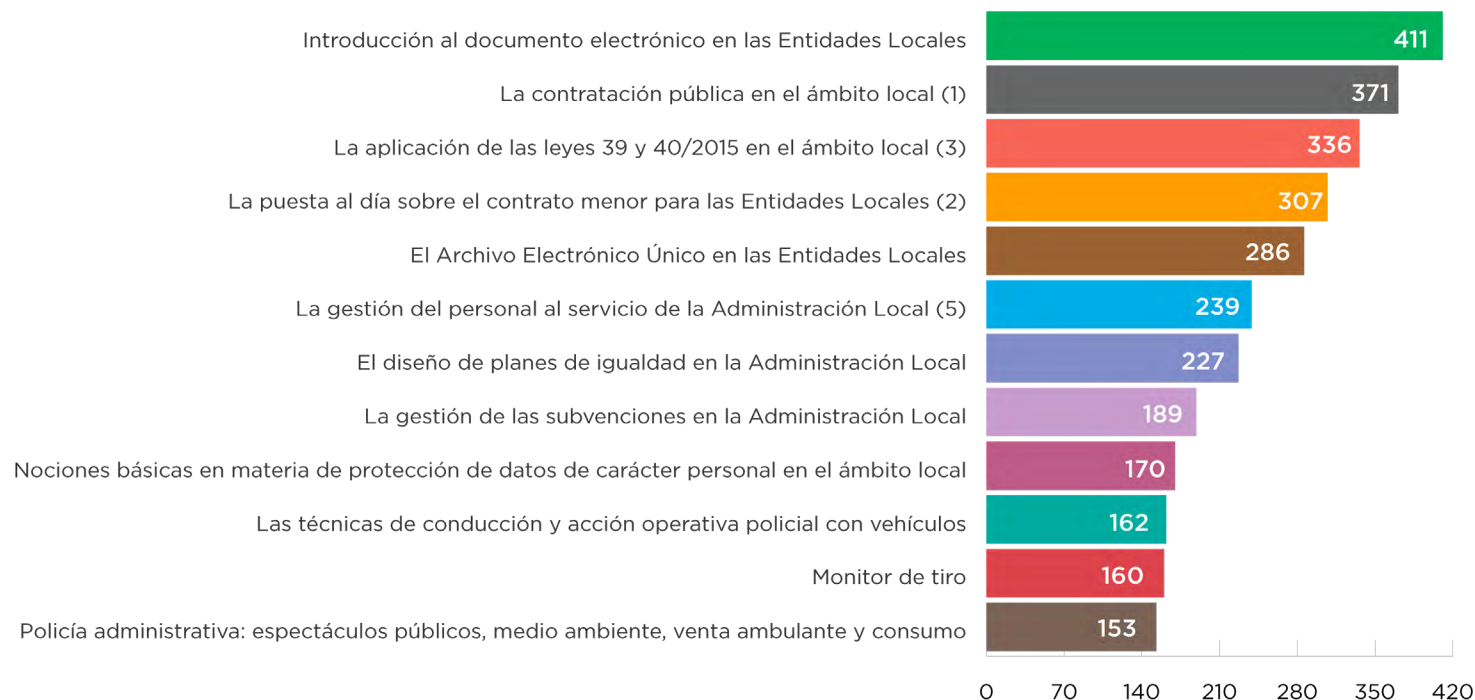 Introducción al documento electrónico en las Entidades Locales 411
La contratación pública en el ámbito local (1) 371
La aplicación de las leyes 39 y 40/2015 en el ámbito local (3) 336
La puesta al día sobre el contrato menor para las Entidades Locales (2) 307
El Archivo Electrónico Único en las Entidades Locales 286
La gestión del personal al servicio de la Administración Local (5) 239
El diseño de planes de igualdad en la Administración Local 227
La gestión de las subvenciones en la Administración Local 189
Nociones básicas en materia de protección de datos de carácter personal en el ámbito local 170
Las técnicas de conducción y acción operativa policial con vehículos 162
Monitor de tiro 160
Policía administrativa: espectáculos públicos, medio ambiente, venta ambulante y consumo 153
0 70 140 210 280 350 420